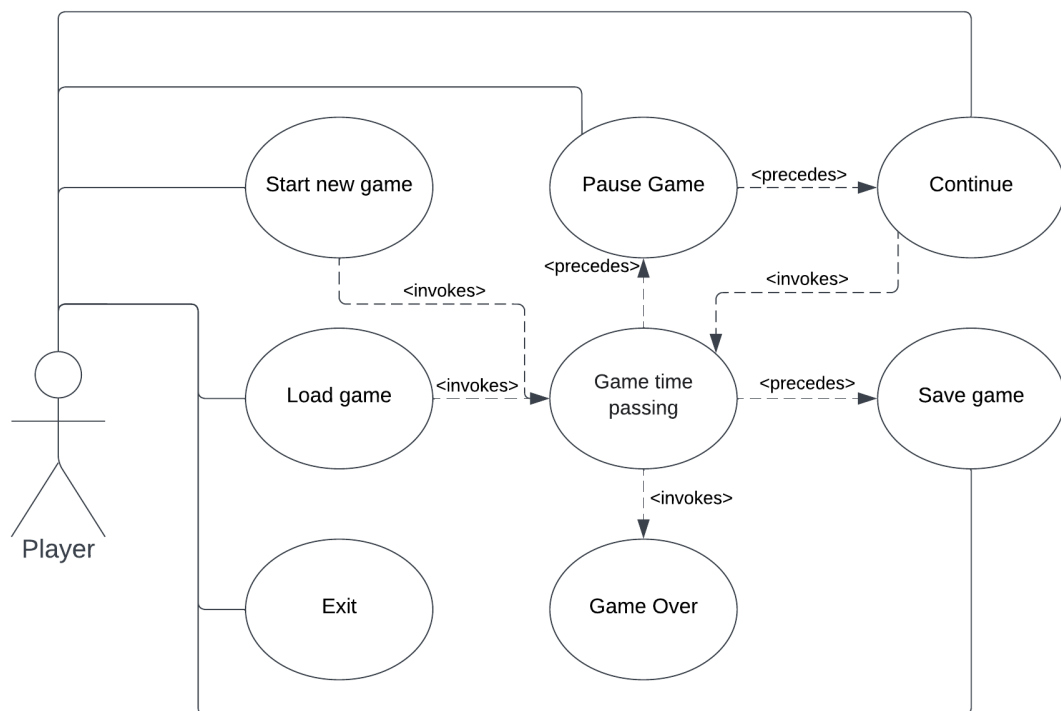 Start new game
Pause Game
<precedes>
Continue
<precedes>
<invokes>
<invokes>
Load game
<invokes>
Game time
passing
<precedes>
Save game
<invokes>
Player
Exit
Game Over